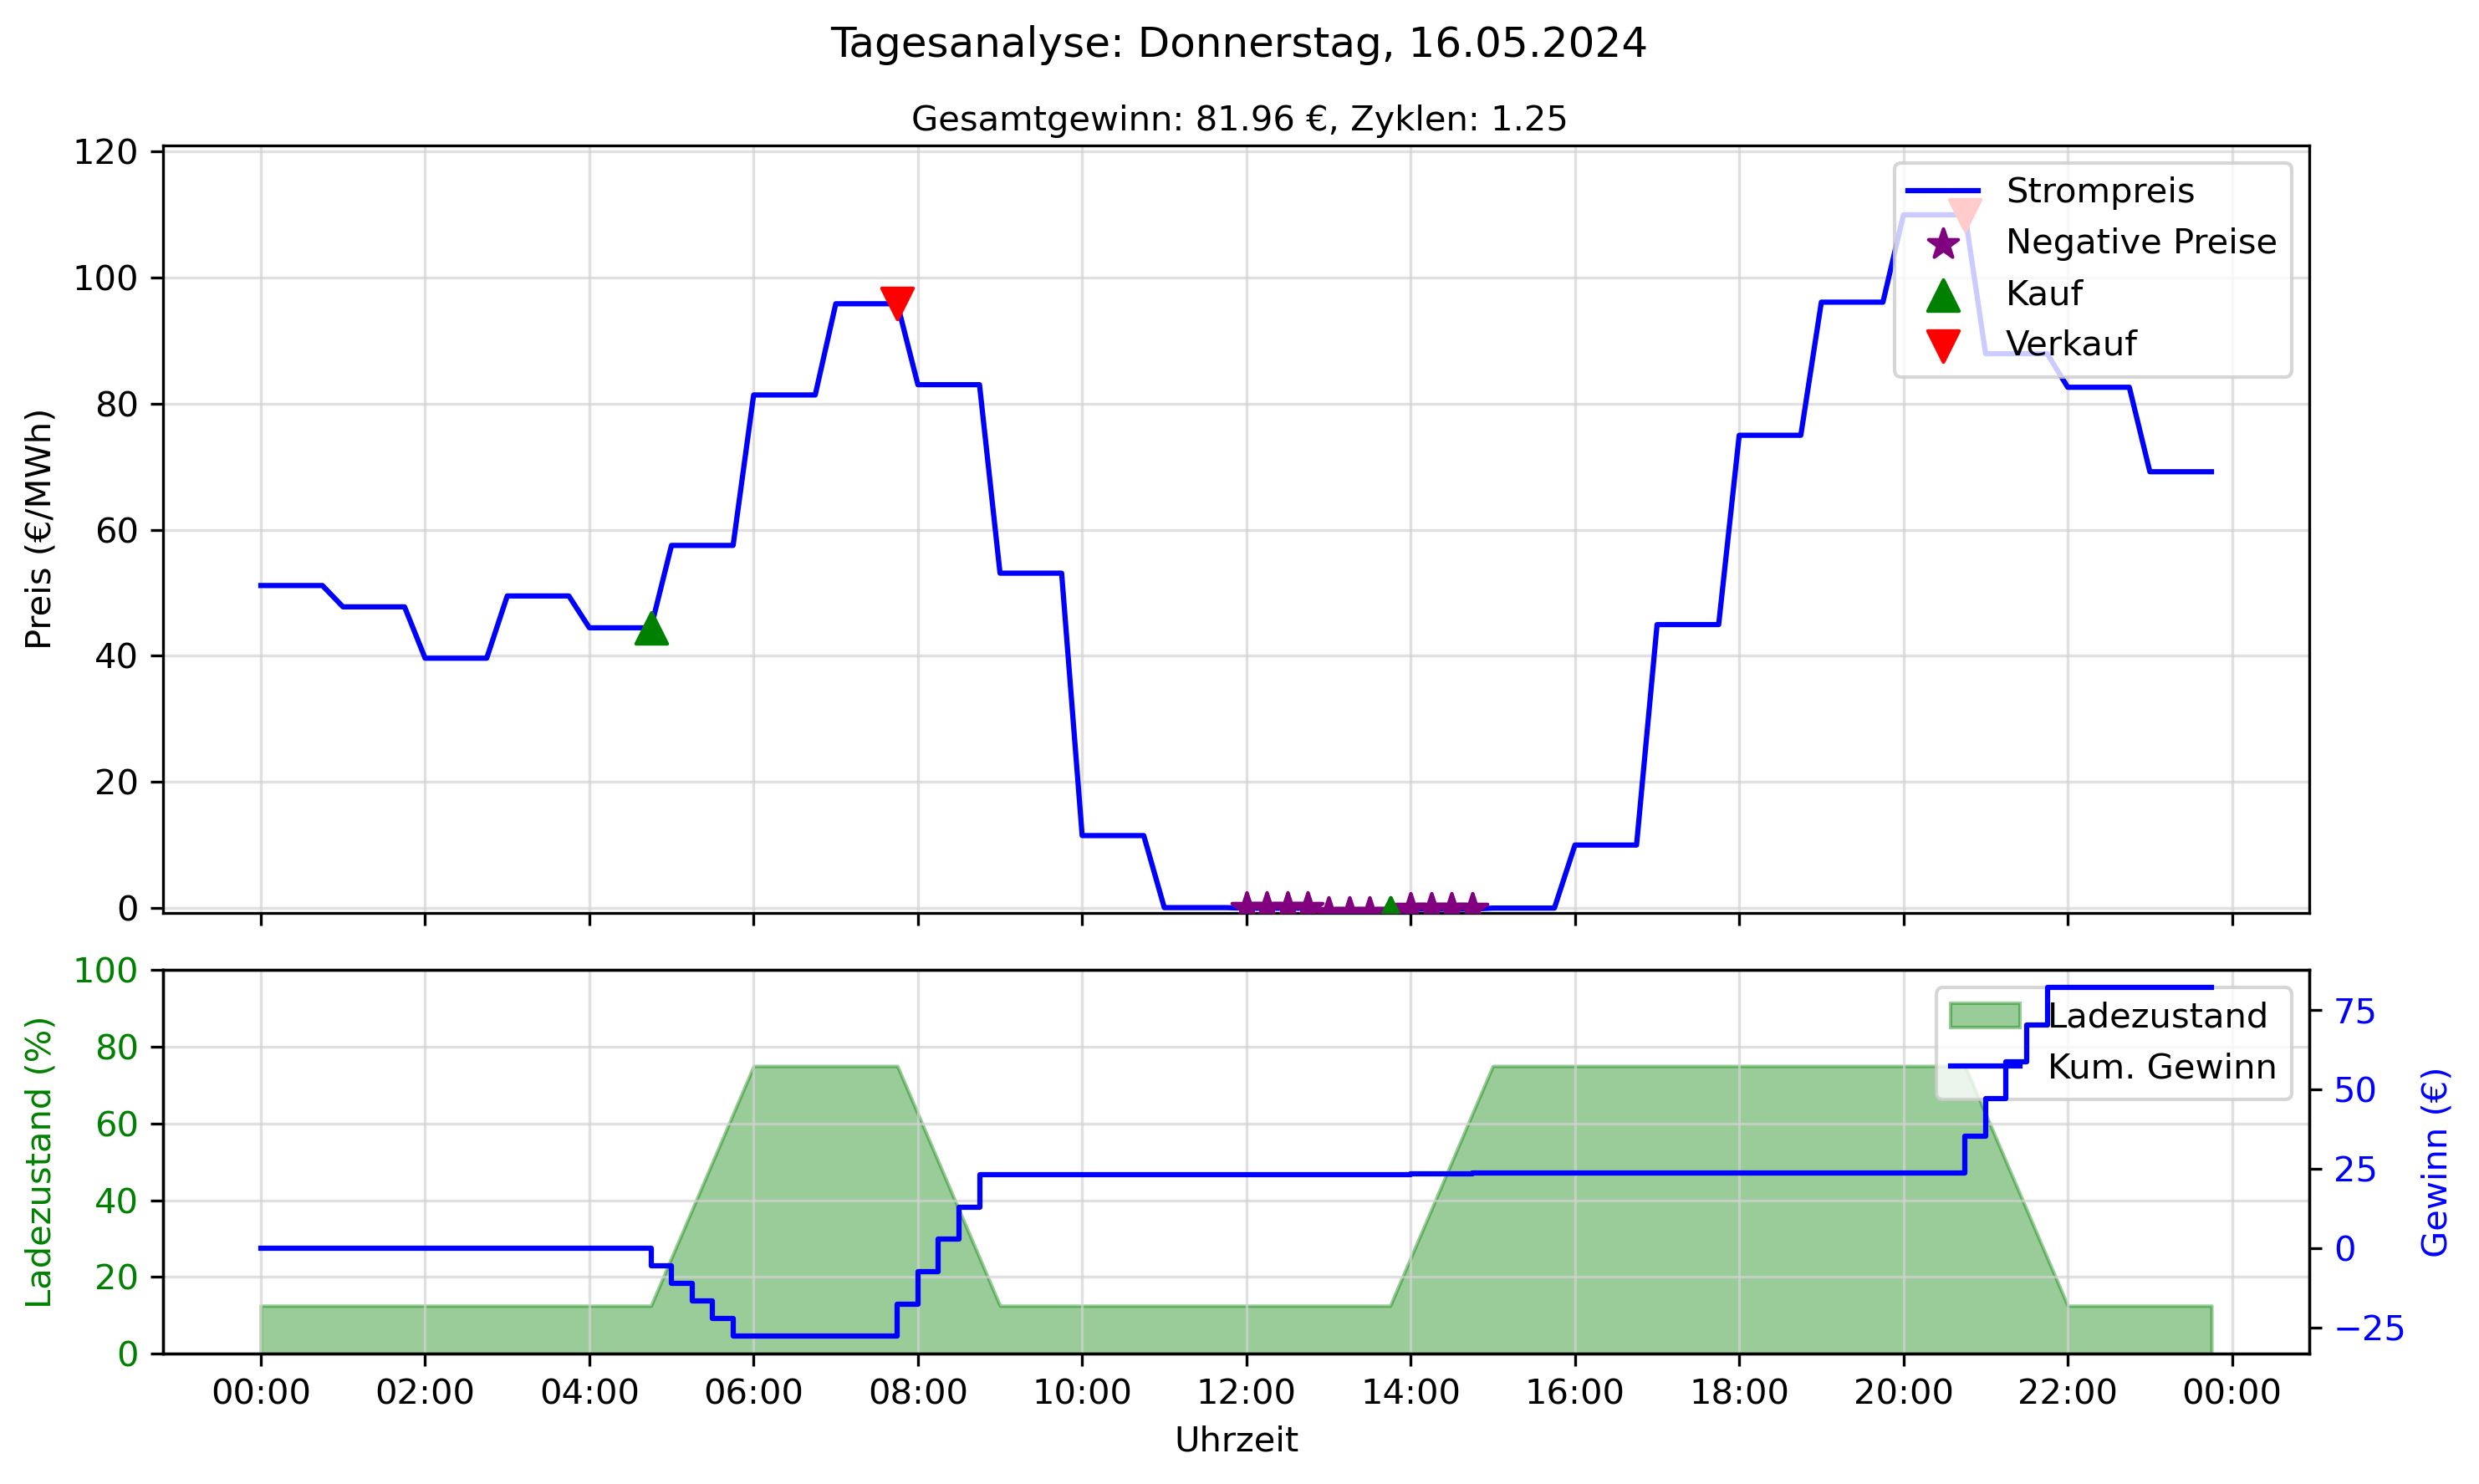 Tagesanalyse: Donnerstag, 16.05.2024
Gesamtgewinn: 81.96 €, Zyklen: 1.25
Preis (€/MWh)
120
100
80
60
40
20
0
Strompreis
Negative Preise
Kauf
Verkauf
Ladezustand (%)
100
80
60
40
20
0
Ladezustand
Kum. Gewinn
75
50
25
0
−25
Gewinn (€)
00:00 02:00 04:00 06:00 08:00 10:00 12:00 14:00 16:00 18:00 20:00 22:00 00:00
Uhrzeit